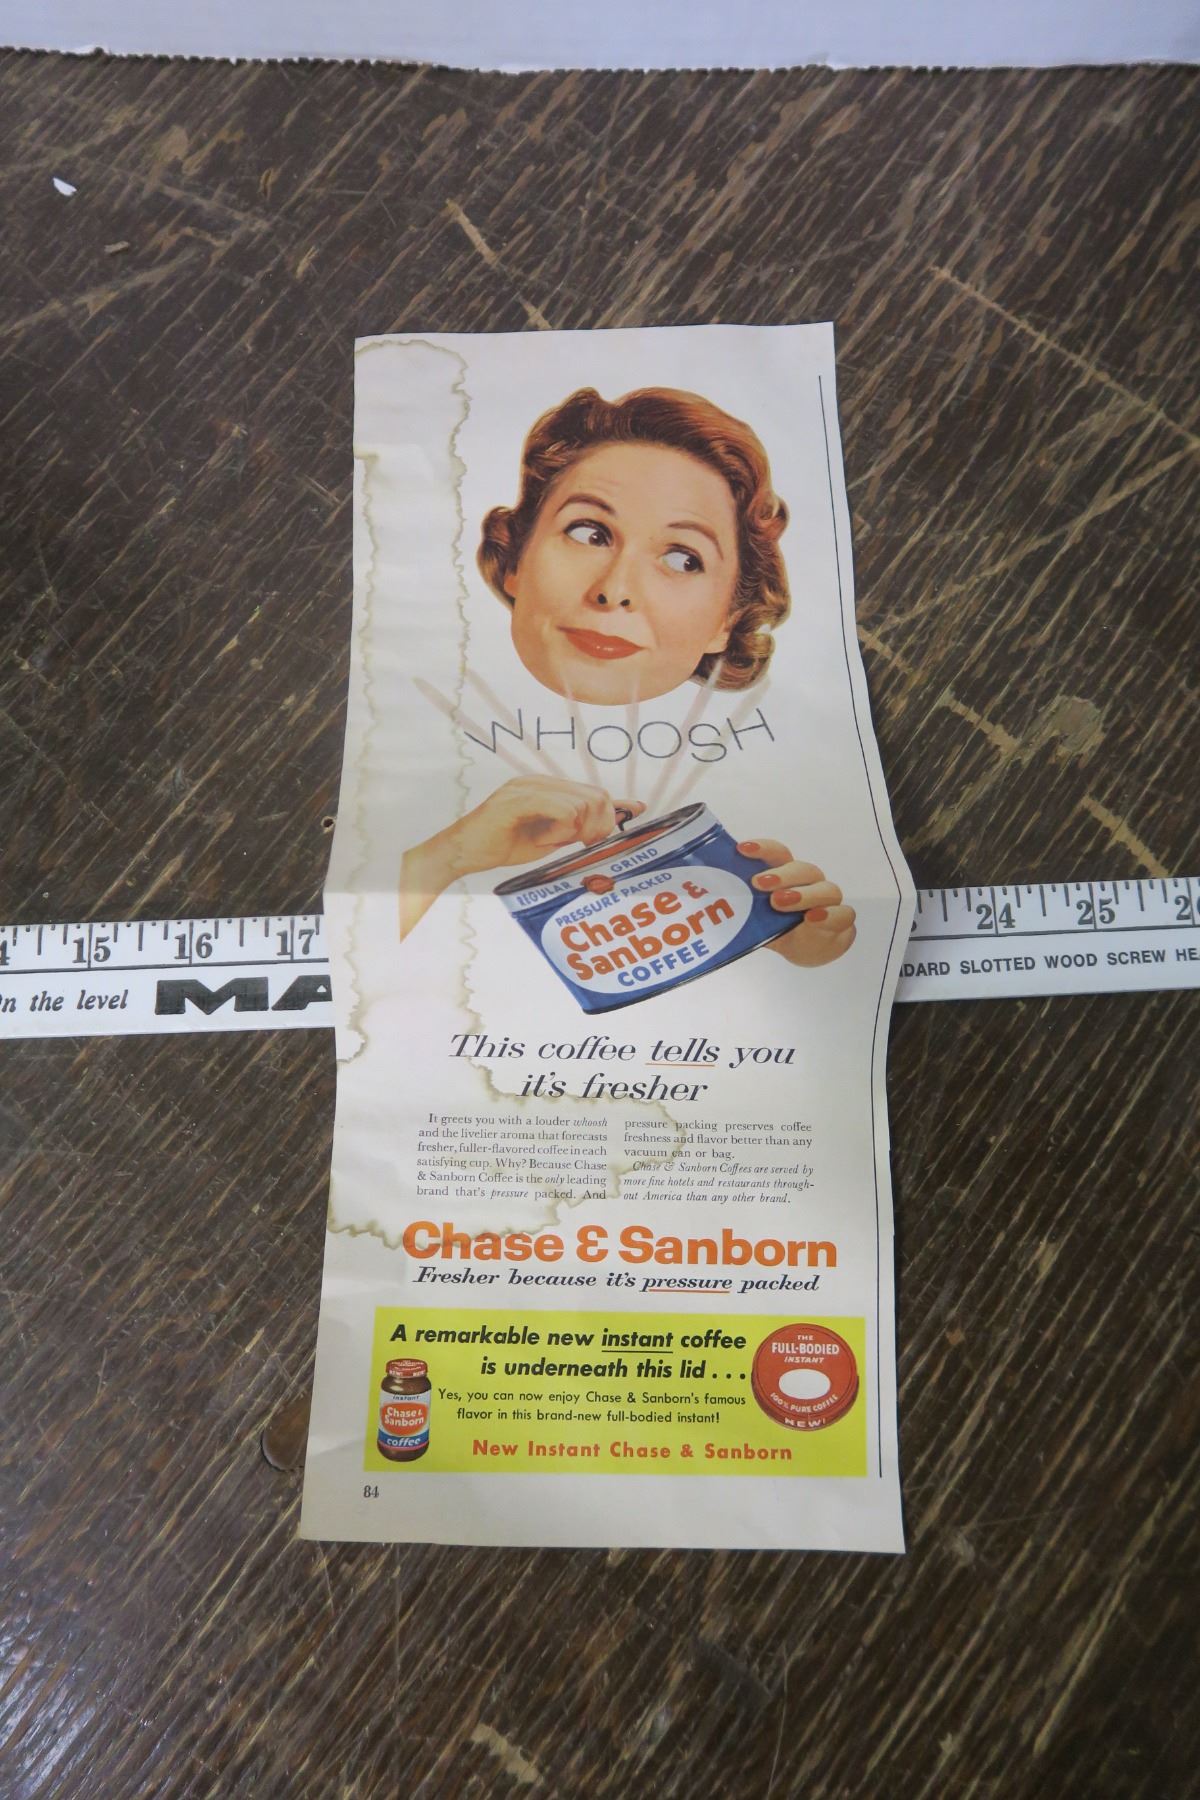 WHOOSH
REGULAR GRIND
PRESSURE PACKED
Chase &
Sanborn
COFFEE
15 16 17
24 25
on the level MA
DARD SLOTTED WOOD SCREW HE
This coffee tells you
it's fresher
It greets you with a louder whoosh
and the livelier aroma that forecasts
fresher, fuller-flavored coffee in each
satisfying cup. Why? Because Chase
& Sanborn Coffee is the only leading
brand that's pressure packed. And
pressure packing preserves coffee
freshness and flavor better than any
vacuum can or bag.
Chase & Sanborn Coffees are served by
more fine hotels and restaurants through-
out America than any other brand.
Chase & Sanborn
Fresher because it's pressure packed
A remarkable new instant coffee
is underneath this lid . . .
Yes, you can now enjoy Chase & Sanborn's famous
flavor in this brand-new full-bodied instant!
New Instant Chase & Sanborn
INSTANT
Chase &
Sanborn
coffee
THE
FULL-BODIED
INSTANT
100% PURE COFFEE
NEW!
84